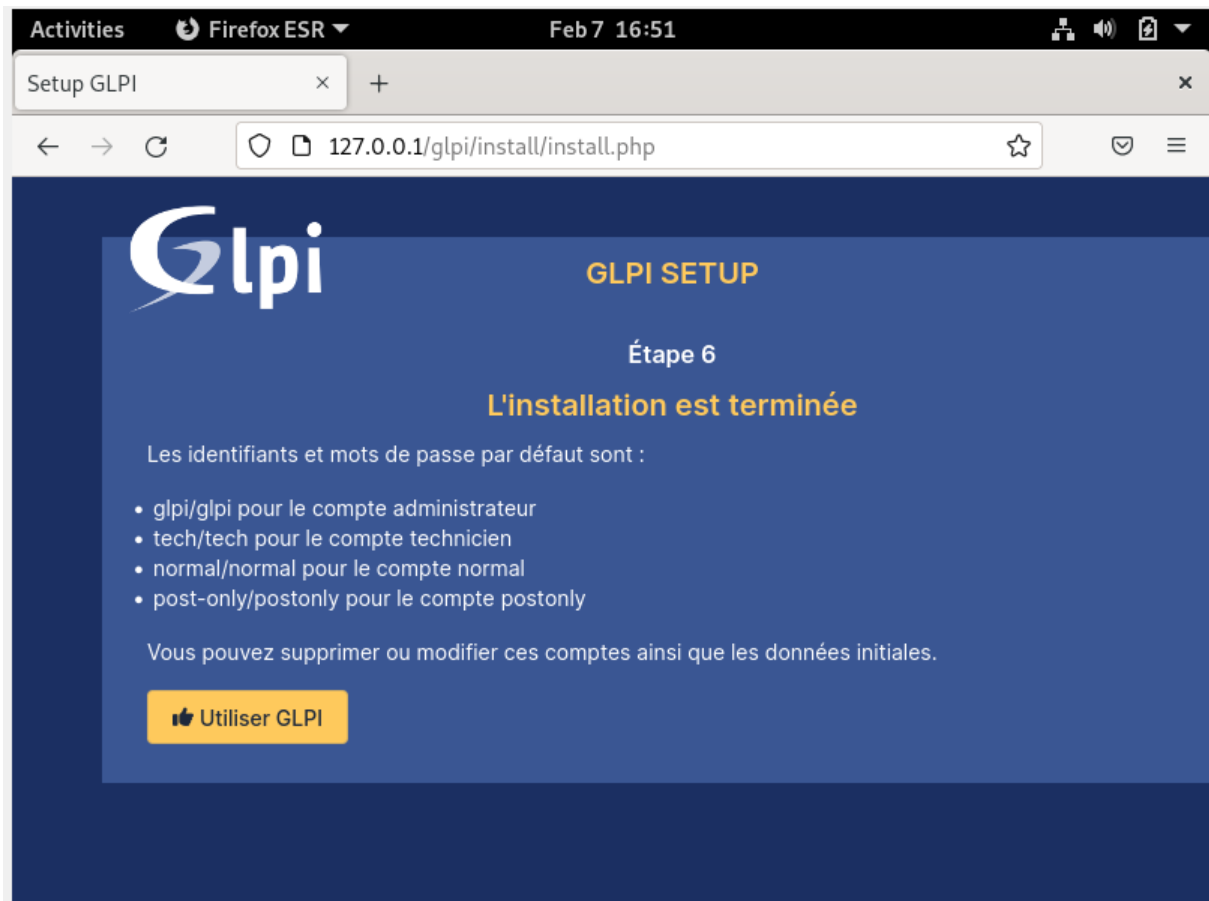 Activities Firefox ESR Feb 7 16:51
Setup GLPI
127.0.0.1/glpi/install/install.php
Glpi
GLPI SETUP
Étape 6
L'installation est terminée
Les identifiants et mots de passe par défaut sont :
• glpi/glpi pour le compte administrateur
• tech/tech pour le compte technicien
• normal/normal pour le compte normal
• post-only/postonly pour le compte postonly
Vous pouvez supprimer ou modifier ces comptes ainsi que les données initiales.
Utiliser GLPI